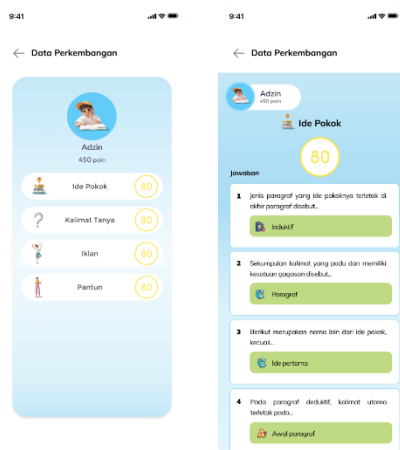 9:41
Data Perkembangan
Adzin
450 poin
Ide Pokok
80
Kalimat Tanya
80
Iklan
80
Pantun
80
9:41
Data Perkembangan
Adzin
450 poin
Ide Pokok
80
Jawaban
1 Jenis paragraf yang ide pokoknya terletak di
akhir paragraf disebut..
Induktif
2 Sekumpulan kalimat yang padu dan memiliki
kesatuan gagasan disebut..
Paragraf
3 Berikut merupakan nama lain dari ide pokok,
kecuali..
Ide pertama
4 Pada paragraf deduktif, kalimat utama
terletak pada..
Awal paragraf